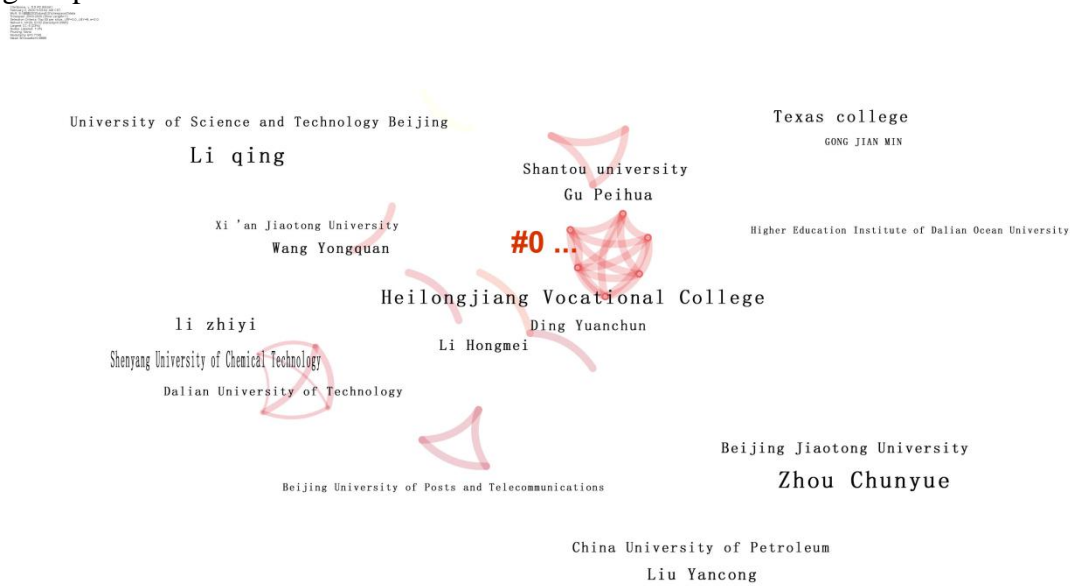 University of Science and Technology Beijing
Li qing
Texas college
GONG JIAN MIN
Shantou university
Gu Peihua
Xi 'an Jiaotong University
Wang Yongquan
#0 ...
Higher Education Institute of Dalian Ocean University
Heilongjiang Vocational College
Ding Yuanchun
Li Hongmei
li zhiyi
Shenyang University of Chemical Technology
Dalian University of Technology
Beijing Jiaotong University
Zhou Chunyue
Beijing University of Posts and Telecommunications
China University of Petroleum
Liu Yancong